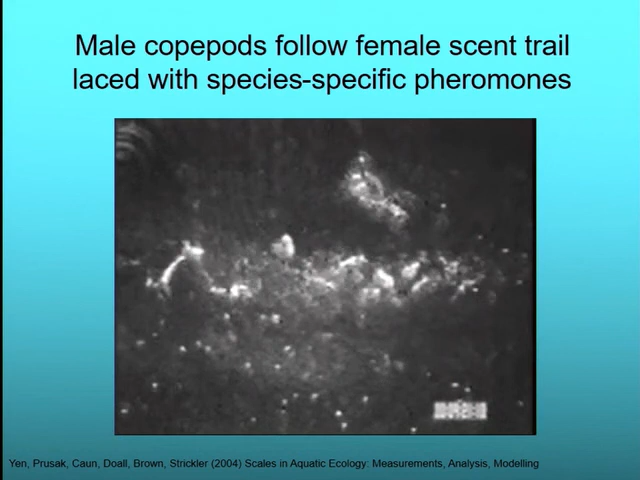 Male copepods follow female scent trail
laced with species-specific pheromones
Yen, Prusak, Caun, Doall, Brown, Strickler (2004) Scales in Aquatic Ecology: Measurements, Analysis, Modelling